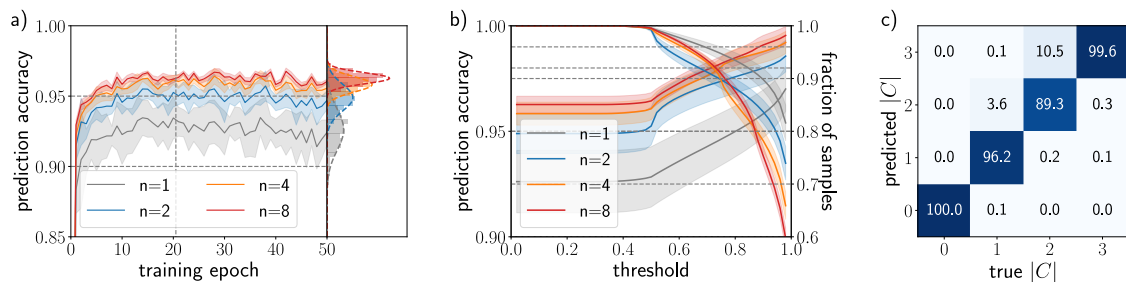 a)
prediction accuracy
1.00
0.95
0.90
0.85
n=1
n=2
n=4
n=8
0
10
20
30
40
50
training epoch
b)
prediction accuracy
1.00
0.95
0.90
n=1
n=2
n=4
n=8
0.0
0.2
0.4
0.6
0.8
1.0
threshold
1.0
0.9
0.8
0.7
0.6
fraction of samples
c)
predicted |C|
3
2
1
0
0.0 0.1 10.5 99.6
0.0 3.6 89.3 0.3
0.0 96.2 0.2 0.1
100.0 0.1 0.0 0.0
0 1 2 3
true |C|